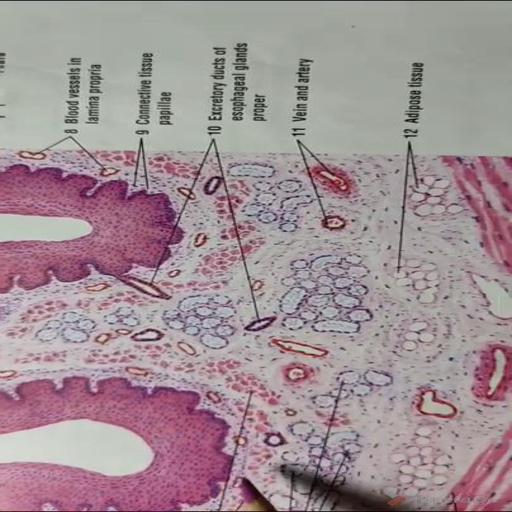 8 Blood vessels in
lamina propria
9 Connective tissue
papillae
10 Excretory ducts of
esophageal glands
proper
11 Vein and artery
12 Adipose tissue